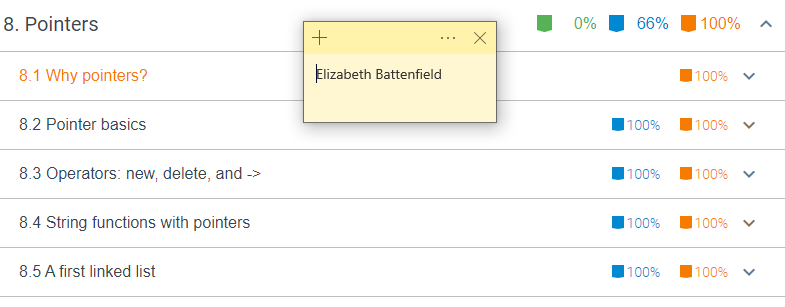 8. Pointers 0% 66% 100%
Elizabeth Battenfield
8.1 Why pointers? 100%
8.2 Pointer basics 100% 100%
8.3 Operators: new, delete, and -> 100% 100%
8.4 String functions with pointers 100% 100%
8.5 A first linked list 100% 100%